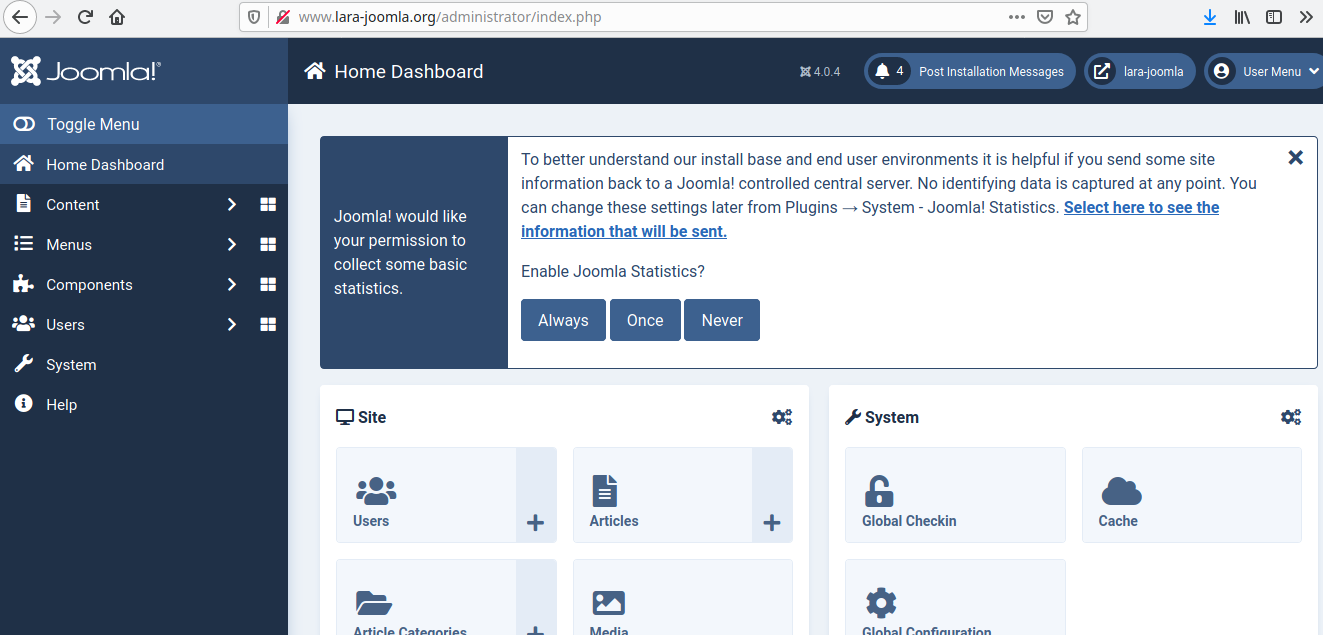 www.lara-joomla.org/administrator/index.php
Joomla!®
Home Dashboard
4.0.4
4
Post Installation Messages
lara-joomla
User Menu
Toggle Menu
Home Dashboard
Content
Menus
Components
Users
System
Help
Joomla! would like
your permission to
collect some basic
statistics.
To better understand our install base and end user environments it is helpful if you send some site
information back to a Joomla! controlled central server. No identifying data is captured at any point. You
can change these settings later from Plugins → System - Joomla! Statistics. Select here to see the
information that will be sent.
Enable Joomla Statistics?
Always
Once
Never
Site
Users
Articles
Article Categories
Media
System
Global Checkin
Cache
Global Configuration